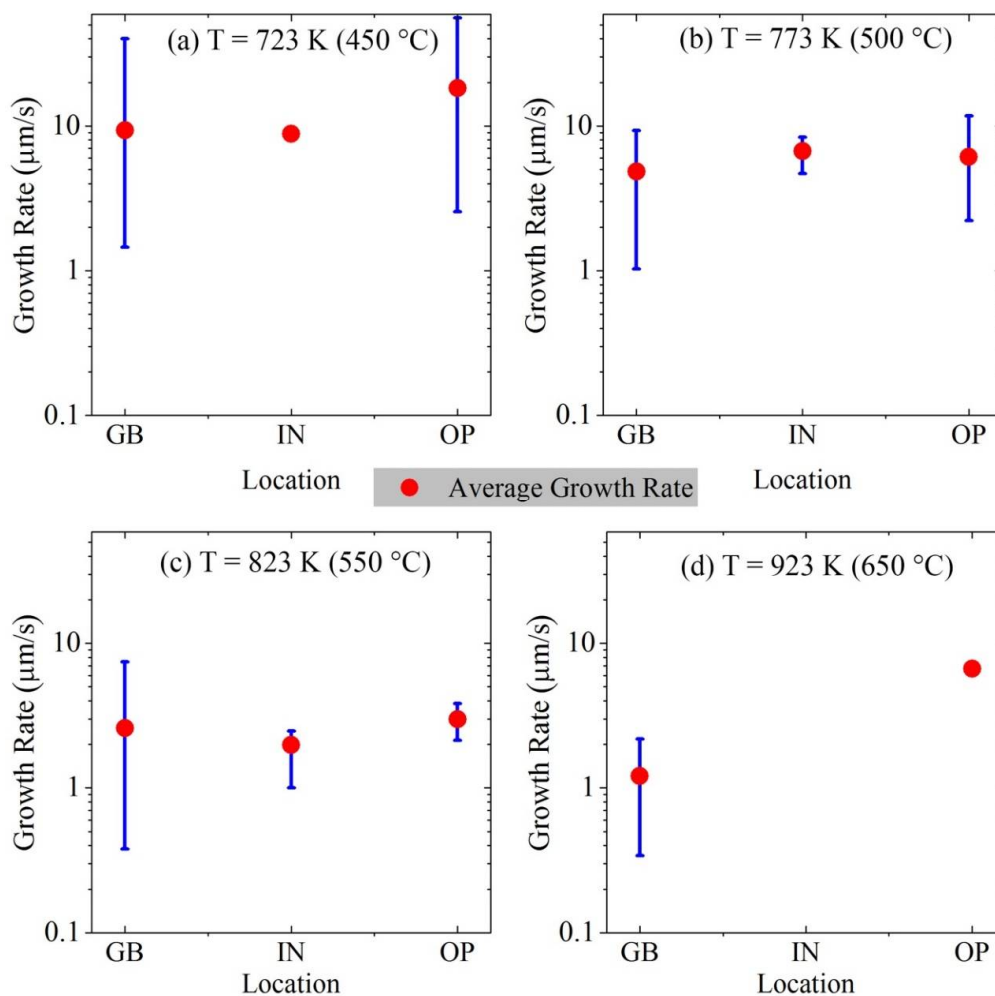 (a) T = 723 K (450 °C)
Growth Rate (μm/s)
10
1
0.1
GB IN OP
Location
(b) T = 773 K (500 °C)
Growth Rate (μm/s)
10
1
0.1
GB IN OP
Location
Average Growth Rate
(c) T = 823 K (550 °C)
Growth Rate (μm/s)
10
1
0.1
GB IN OP
Location
(d) T = 923 K (650 °C)
Growth Rate (μm/s)
10
1
0.1
GB IN OP
Location